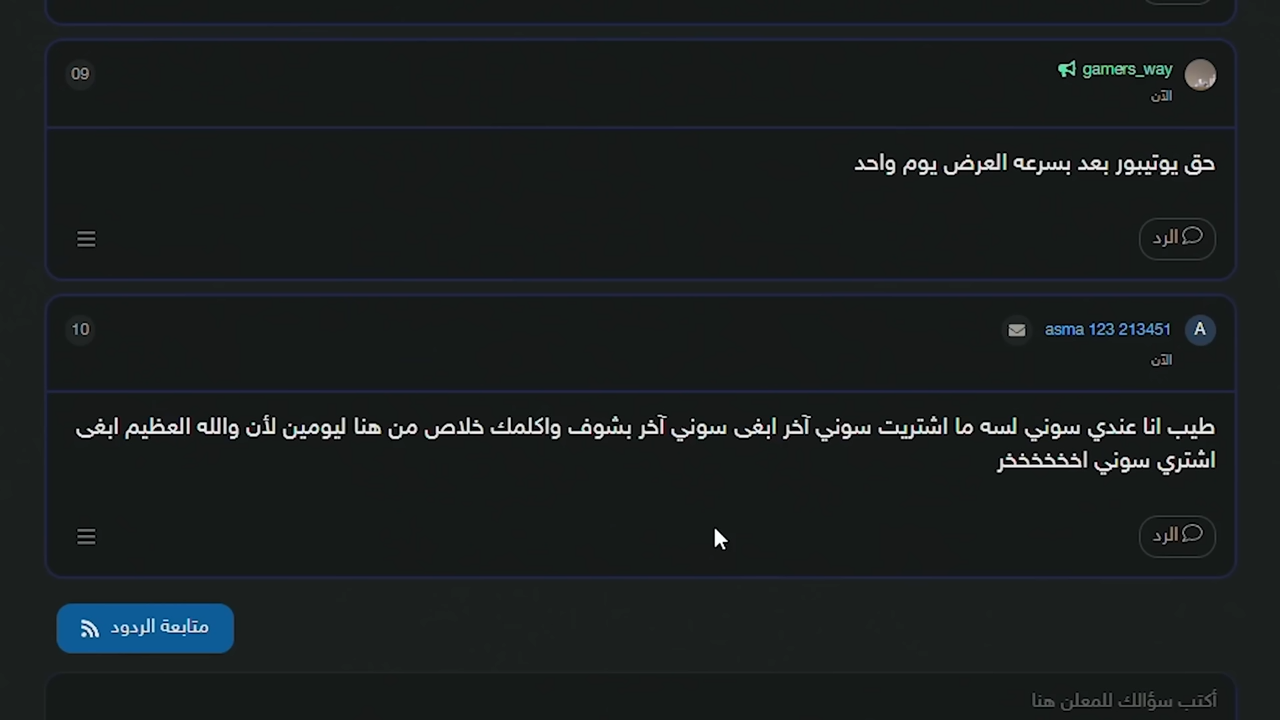 gamers_way
09
الآن
حق يوتيبور بعد بسرعه العرض يوم واحد
الرد
A
asma 123 213451
10
الآن
طيب انا عندي سوني لسه ما اشتريت سوني آخر ابغى سوني آخر بشوف واكلمك خلاص من هنا ليومين لأن والله العظيم ابغى
اشتري سوني اخخخخخخر
الرد
متابعة الردود
أكتب سؤالك للمعلن هنا